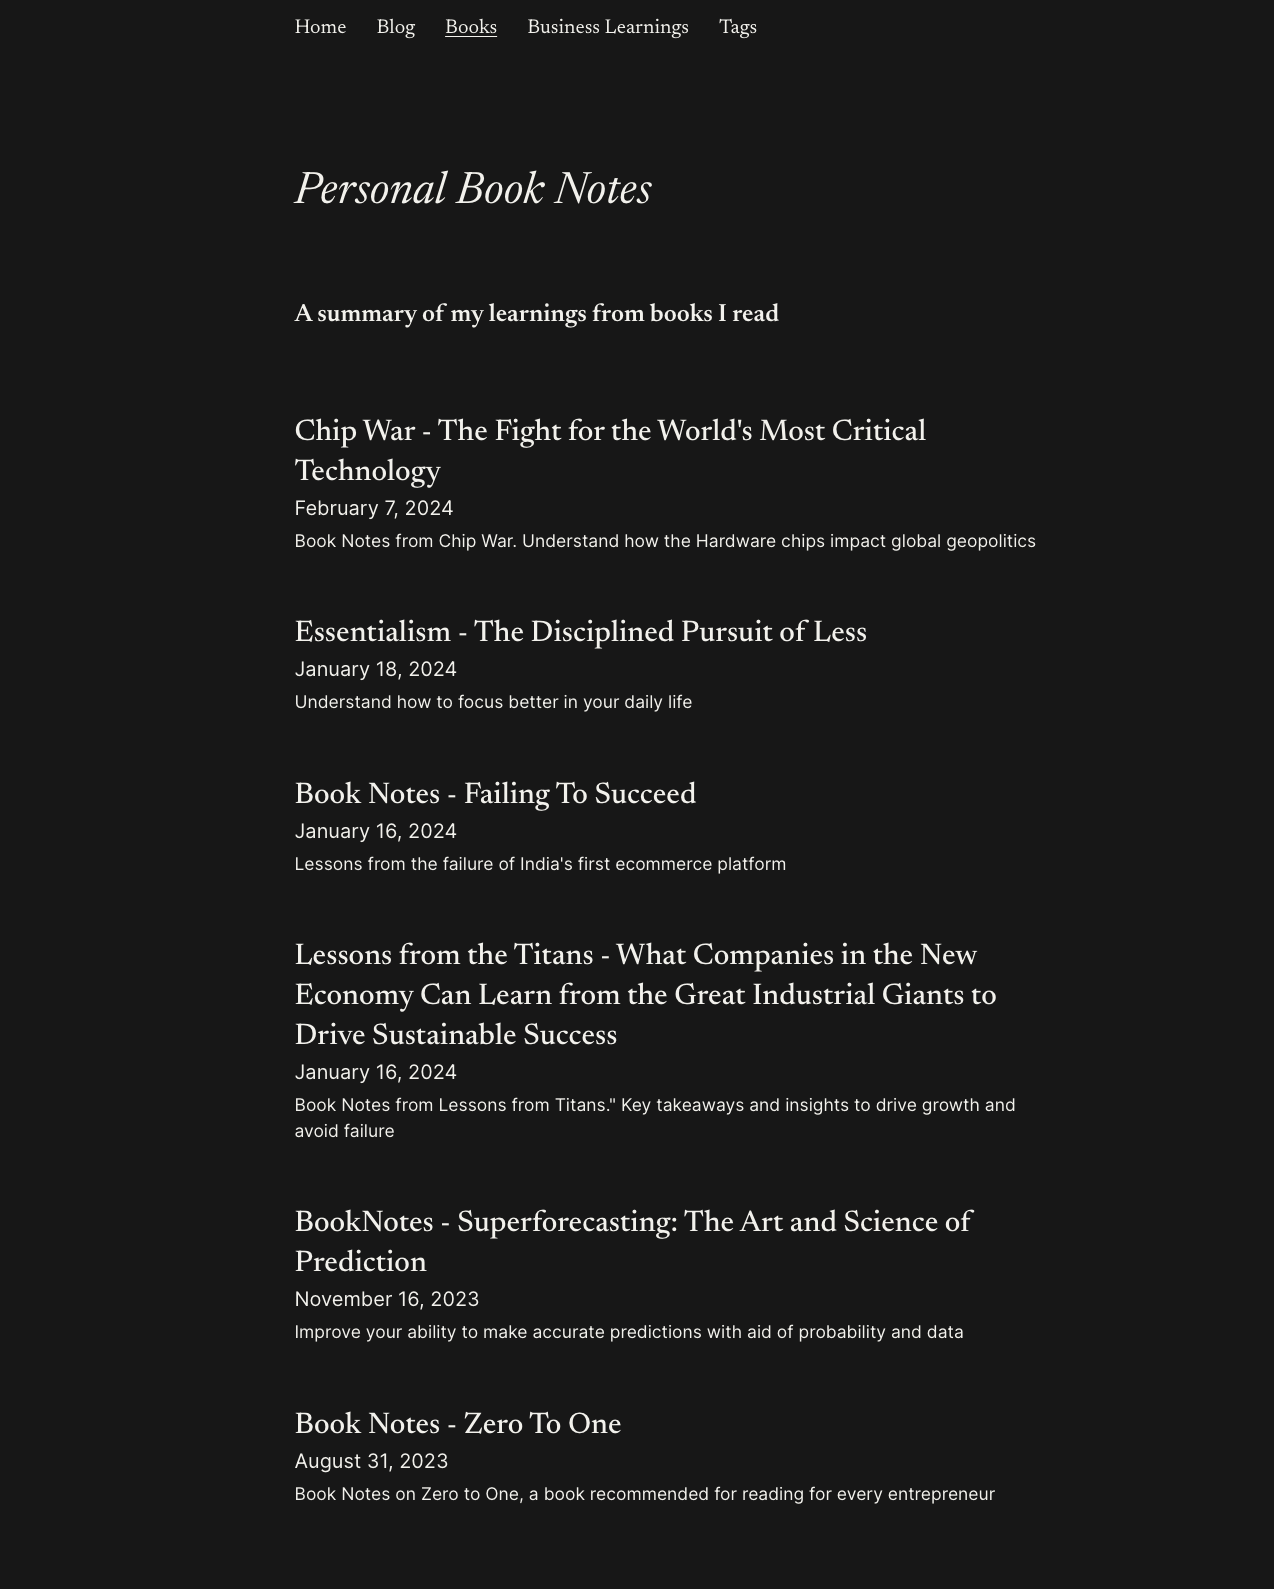 Home Blog Books Business Learnings Tags
Personal Book Notes
A summary of my learnings from books I read
Chip War - The Fight for the World's Most Critical
Technology
February 7, 2024
Book Notes from Chip War. Understand how the Hardware chips impact global geopolitics
Essentialism - The Disciplined Pursuit of Less
January 18, 2024
Understand how to focus better in your daily life
Book Notes - Failing To Succeed
January 16, 2024
Lessons from the failure of India's first ecommerce platform
Lessons from the Titans - What Companies in the New
Economy Can Learn from the Great Industrial Giants to
Drive Sustainable Success
January 16, 2024
Book Notes from Lessons from Titans." Key takeaways and insights to drive growth and
avoid failure
BookNotes - Superforecasting: The Art and Science of
Prediction
November 16, 2023
Improve your ability to make accurate predictions with aid of probability and data
Book Notes - Zero To One
August 31, 2023
Book Notes on Zero to One, a book recommended for reading for every entrepreneur